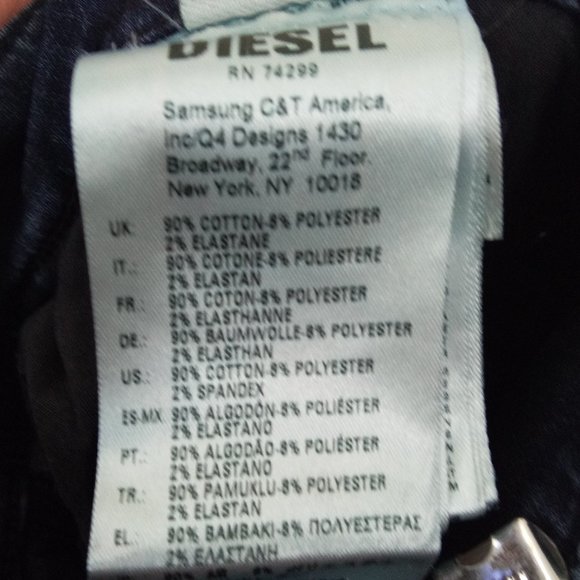 DIESEL
RN 74299
Samsung C&T America,
Inc/Q4 Designs 1430
Broadway, 22nd Floor.
New York, NY 10018
UK: 90% COTTON-8% POLYESTER
2% ELASTANE
IT.: 90% COTONE-8% POLIESTERE
2% ELASTAN
FR.: 90% COTON-8% POLYESTER
2% ELASTHANNE
DE.: 90% BAUMWOLLE-8% POLYESTER
2% ELASTHAN
US.: 90% COTTON-8% POLYESTER
2% SPANDEX
ES-MX 90% ALGODÓN-8% POLIÉSTER
2% ELASTANO
PT.: 90% ALGODÃO-8% POLIÉSTER
2% ELASTANO
TR.: 90% PAMUKLU-8% POLYESTER
2% ELASTAN
EL.: 90% ΒΑΜΒΑΚΙ-8% ΠΟΛΥΕΣΤΕΡΑΣ
2% ΕΛΑΣΤΑΝΗ